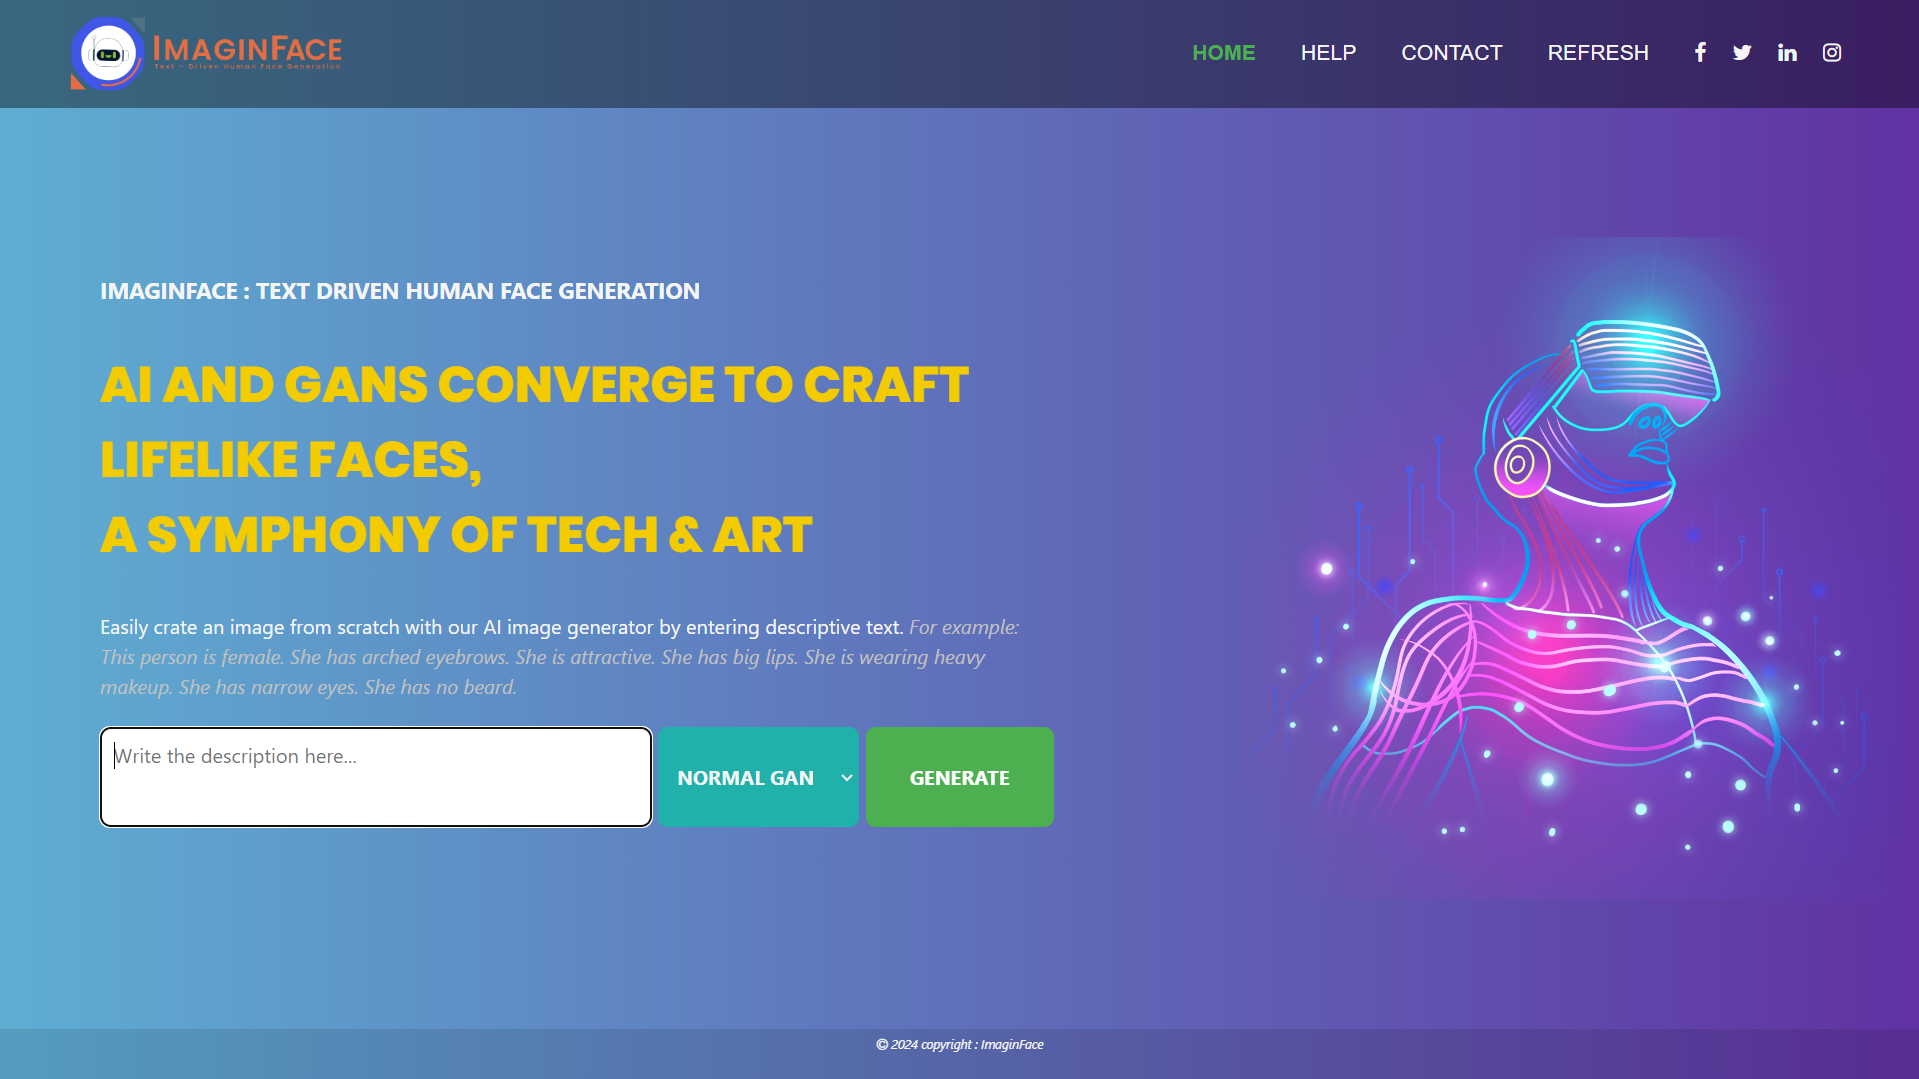 IMAGINFACE
Text - Driven Human Face Generation
HOME HELP CONTACT REFRESH
IMAGINFACE : TEXT DRIVEN HUMAN FACE GENERATION
AI AND GANS CONVERGE TO CRAFT
LIFELIKE FACES,
A SYMPHONY OF TECH & ART
Easily crate an image from scratch with our AI image generator by entering descriptive text. For example:
This person is female. She has arched eyebrows. She is attractive. She has big lips. She is wearing heavy
makeup. She has narrow eyes. She has no beard.
Write the description here...
NORMAL GAN
GENERATE
© 2024 copyright : ImaginFace